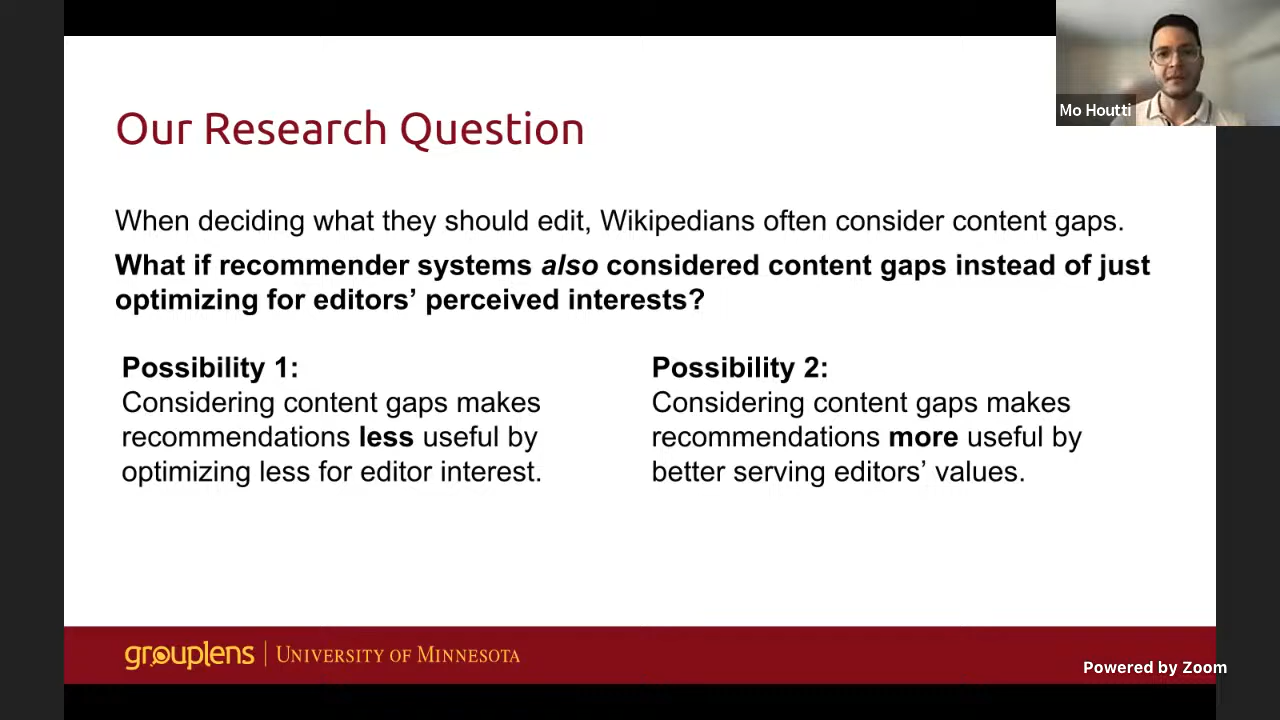 Our Research Question
Mo Houtti
When deciding what they should edit, Wikipedians often consider content gaps.
What if recommender systems also considered content gaps instead of just
optimizing for editors’ perceived interests?
Possibility 1:
Considering content gaps makes
recommendations less useful by
optimizing less for editor interest.
Possibility 2:
Considering content gaps makes
recommendations more useful by
better serving editors’ values.
grouplens | UNIVERSITY OF MINNESOTA
Powered by Zoom